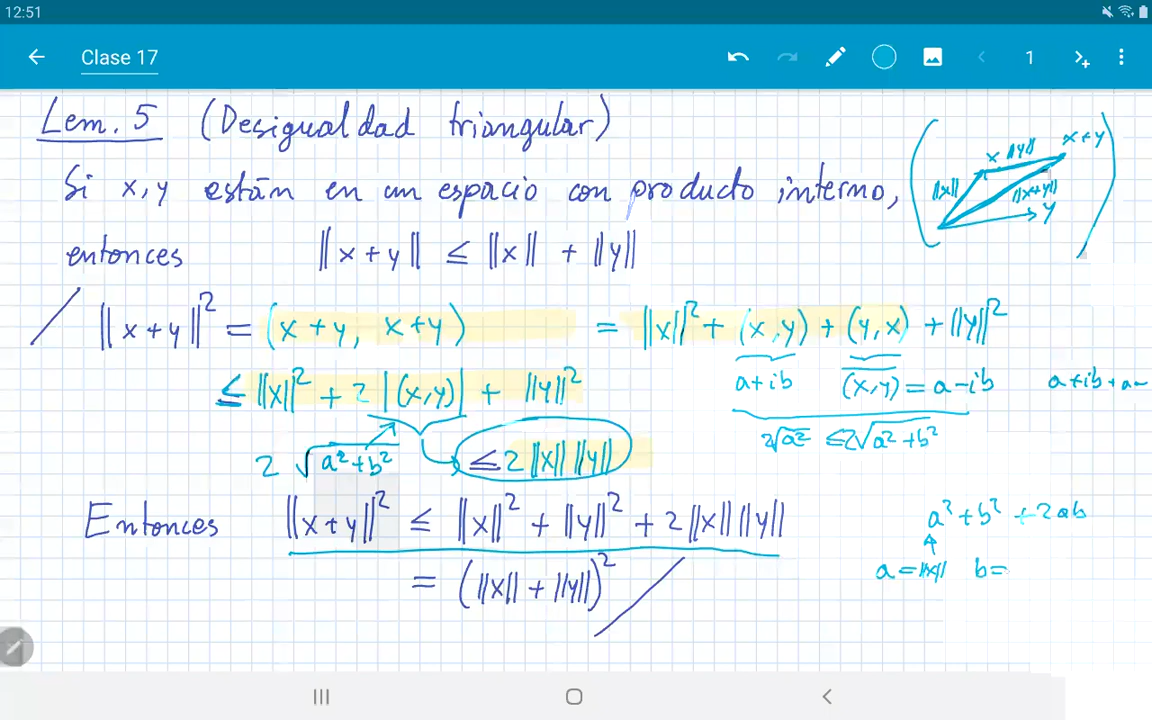 12:51
Clase 17
1
Lem. 5 (Desigualdad triangular)
Si x, y están en un espacio con producto interno,
x ||y|| x+y
||x|| ||x+y|| y
entonces ||x+y|| ≤ ||x|| + ||y||
||x+y||² = (x+y, x+y) = ||x||² + (x,y) + (y,x) + ||y||²
≤ ||x||² + 2|(x,y)| + ||y||²
a+ib (x,y) = a-ib a+ib+a-
2√a²+b² ≤ 2||x|| ||y||
2√a² ≤ 2√a²+b²
Entonces ||x+y||² ≤ ||x||² + ||y||² + 2||x|| ||y||
= (||x|| + ||y||)²
a²+b²+2ab
a=||x|| b=